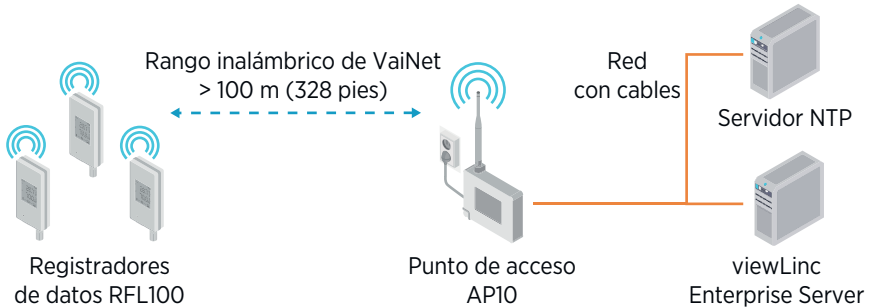 Rango inalámbrico de VaiNet
> 100 m (328 pies)
Red
con cables
Servidor NTP
Registradores
de datos RFL100
Punto de acceso
AP10
viewLinc
Enterprise Server